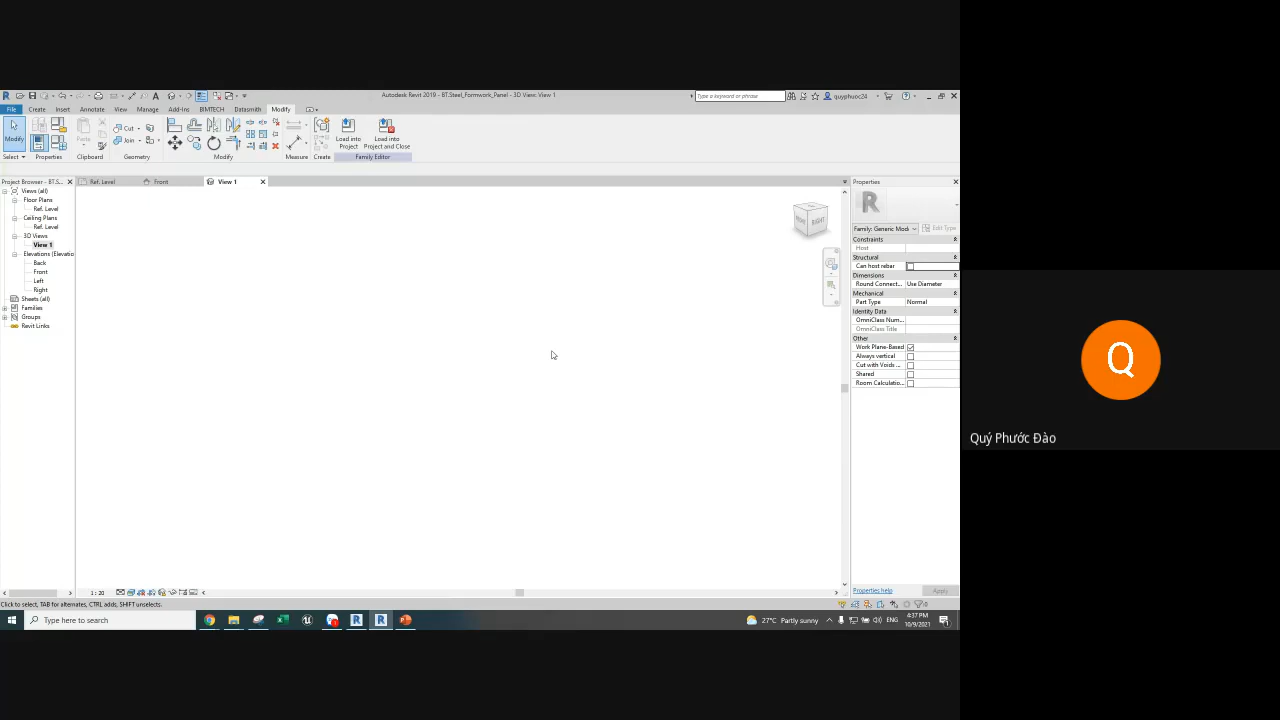 Autodesk Revit 2019 - BT.Steel_Formwork_Panel - 3D View: View 1
Type a keyword or phrase
quyphuoc24
File Create Insert Annotate View Manage Add-Ins BIMTECH Datasmith Modify
Modify
Paste
Cut
Join
Load into Project
Load into Project and Close
Select Properties Clipboard Geometry Modify Measure Create Family Editor
Project Browser - BT.S...
Ref. Level
Front
View 1
Properties
Views (all)
Floor Plans
Ref. Level
Ceiling Plans
Ref. Level
3D Views
View 1
Elevations (Elevatio
Back
Front
Left
Right
Sheets (all)
Families
Groups
Revit Links
RIGHT
Family: Generic Mod
Edit Type
Constraints
Host
Structural
Can host rebar
Dimensions
Round Connect... Use Diameter
Mechanical
Part Type Normal
Identity Data
OmniClass Num...
OmniClass Title
Other
Work Plane-Based
Always vertical
Cut with Voids ...
Shared
Room Calculatio...
Properties help
Apply
1 : 20
Click to select, TAB for alternates, CTRL adds, SHIFT unselects.
:0
Type here to search
27°C Partly sunny
ENG
4:37 PM
10/9/2021
Q
Quý Phước Đào